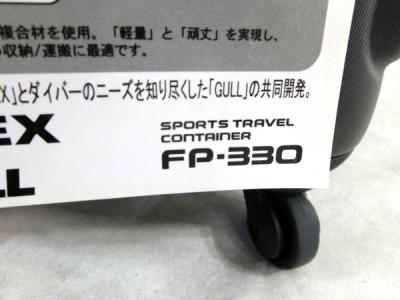 複合材を使用。「軽量」と「頑丈」を実現し、
収納/運搬に最適です。
X」とダイバーのニーズを知り尽くした「GULL」の共同開発。
EX
SPORTS TRAVEL
CONTAINER
FP-330
LL